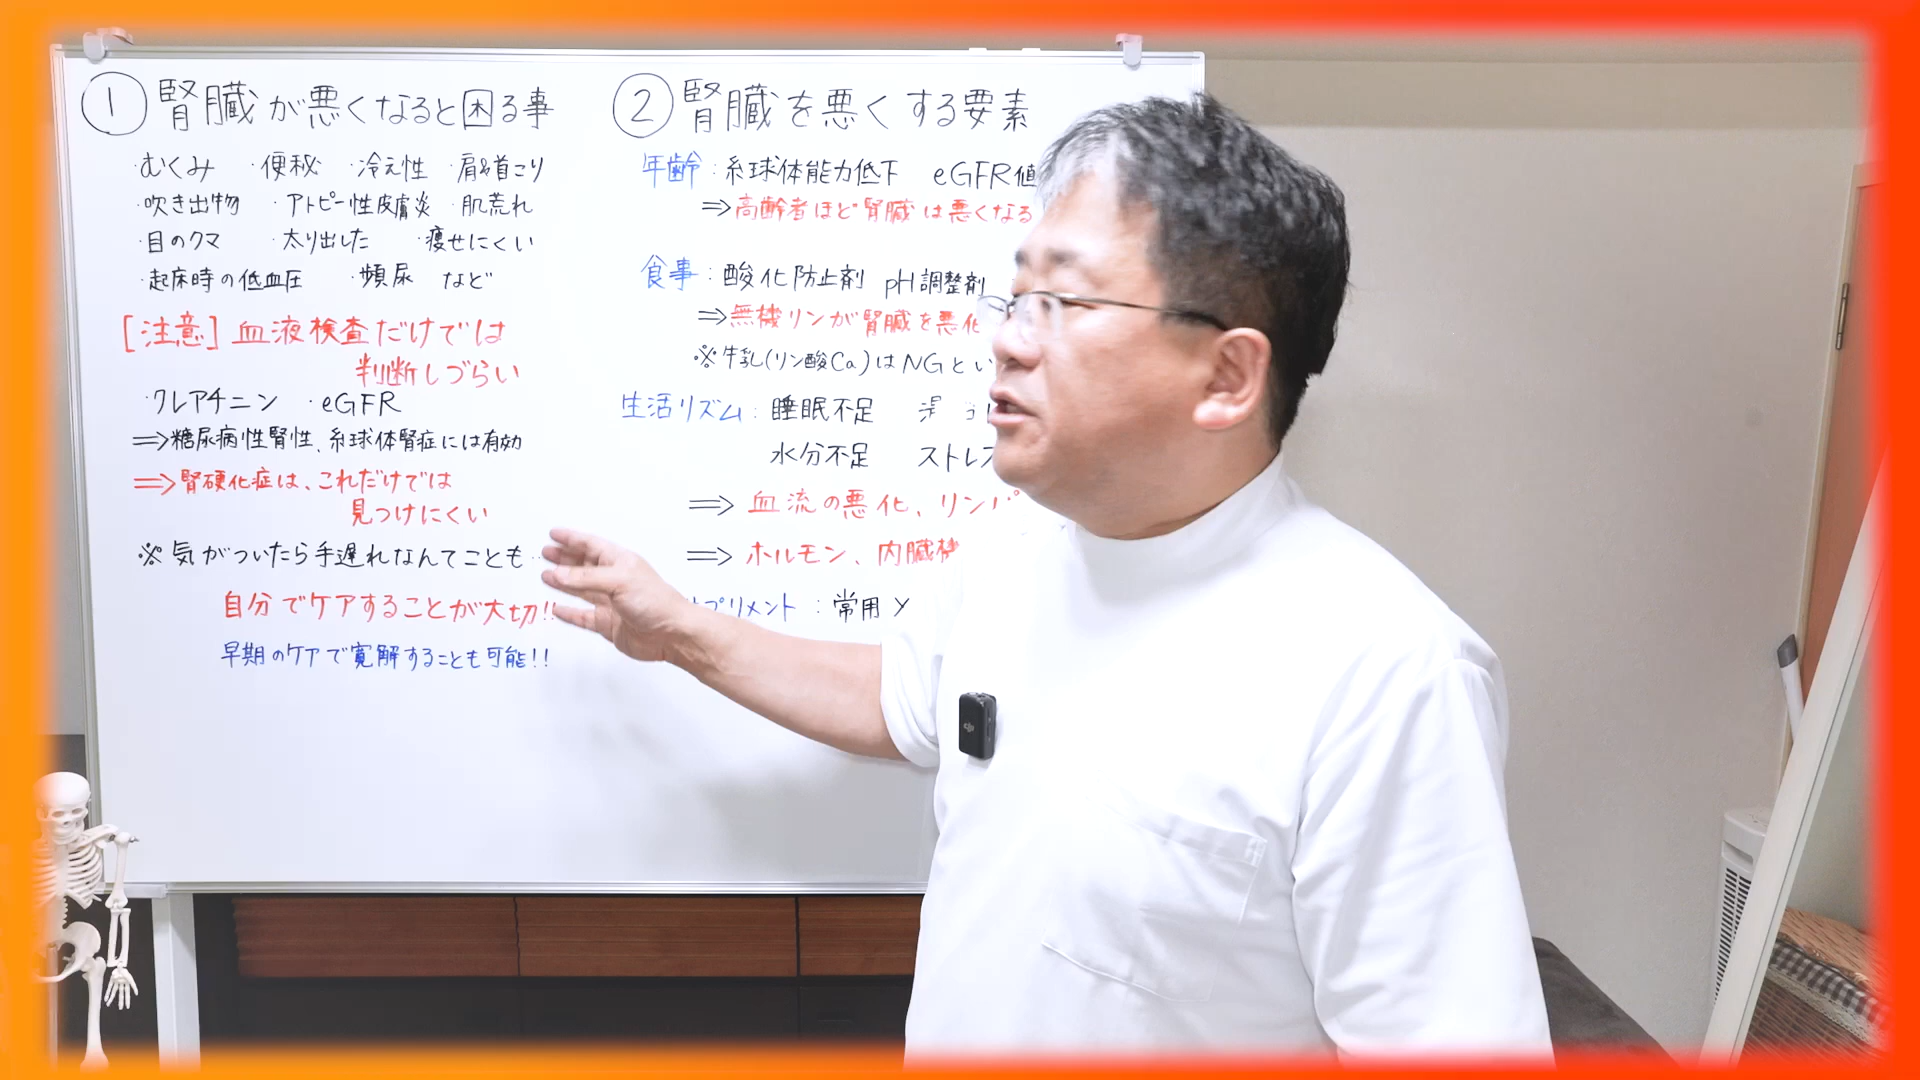 ① 腎臓が悪くなると困る事
・むくみ ・便秘 ・冷え性 ・肩や首こり
・吹き出物 ・アトピー性皮膚炎 ・肌荒れ
・目のクマ ・太り出した ・痩せにくい
・起床時の低血圧 ・頻尿 など
[注意] 血液検査だけでは
判断しづらい
・クレアチニン ・eGFR
⇒糖尿病性腎性、糸球体腎症には有効
⇒腎硬化症は、これだけでは
見つけにくい
※気がついたら手遅れなんてことも…
自分でケアすることが大切!!
早期のケアで寛解することも可能!!
② 腎臓を悪くする要素
年齢:糸球体能力低下 eGFR値
⇒高齢者ほど腎臓は悪くなる
食事:酸化防止剤 pH調整剤
⇒無機リンが腎臓を悪化
※牛乳(リン酸Ca)はNGとい
生活リズム:睡眠不足
水分不足 ストレス
⇒血流の悪化、リンパ
⇒ホルモン、内臓機
サプリメント:常用